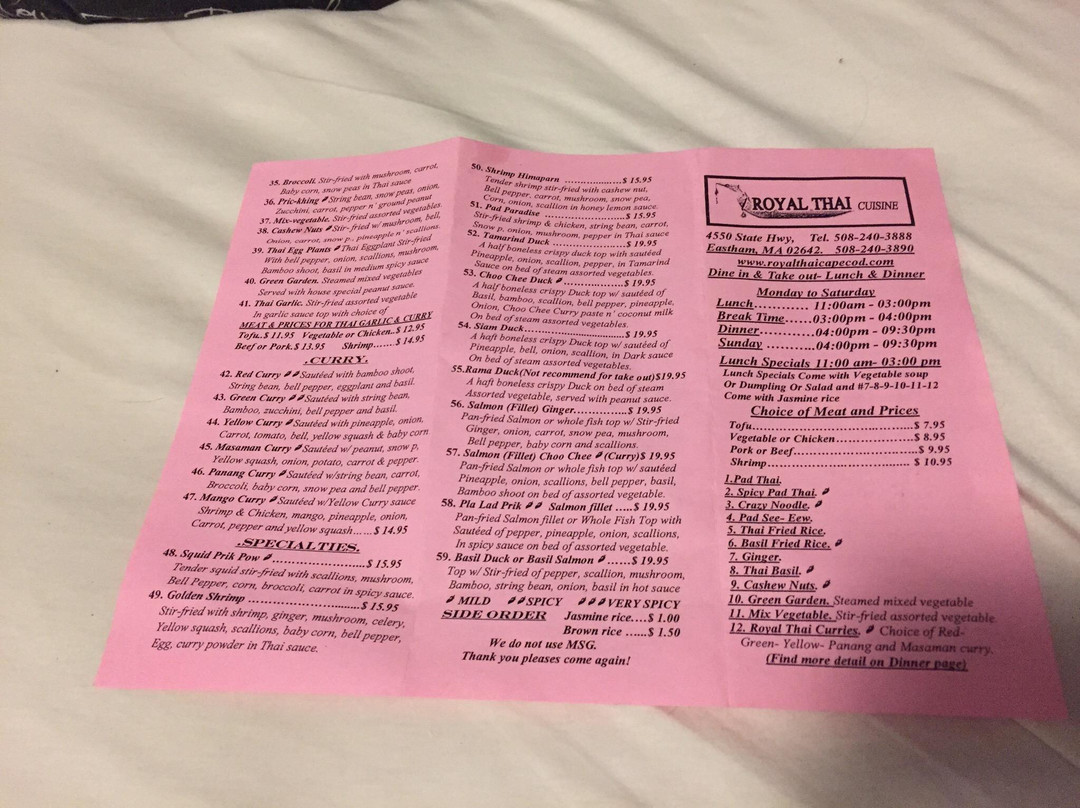 35. Broccoli. Stir-fried with mushroom, carrot,
Baby corn, snow peas in Thai sauce
36. Pric-khing String bean, snow peas, onion,
Zucchini, carrot, pepper n' ground peanut
37. Mix-vegetable. Stir-fried assorted vegetables
38. Cashew Nuts Stir-fried w/ mushroom, bell,
Onion, carrot, snow p, pineapple n' scallions.
39. Thai Egg Plants Thai Eggplant Stir-fried
With bell pepper, onion, scallions, mushroom,
Bamboo shoot, basil in medium spicy sauce
40. Green Garden. Steamed mixed vegetables
Served with house special peanut sauce.
41. Thai Garlic. Stir-fried assorted vegetable
In garlic sauce top with choice of
MEAT & PRICES FOR THAI GARLIC & CURRY
Tofu..$ 11.95 Vegetable or Chicken..$ 12.95
Beef or Pork.$ 13.95 Shrimp......$ 14.95
.CURRY.
42. Red Curry Sautéed with bamboo shoot,
String bean, bell pepper, eggplant and basil.
43. Green Curry Sautéed with string bean,
Bamboo, zucchini, bell pepper and basil.
44. Yellow Curry Sautéed with pineapple, onion,
Carrot, tomato, bell, yellow squash & baby corn
45. Masaman Curry Sautéed w/ peanut, snow p,
Yellow squash, onion, potato, carrot & pepper.
46. Panang Curry Sautéed w/string bean, carrot,
Broccoli, baby corn, snow pea and bell pepper.
47. Mango Curry Sautéed w/Yellow Curry sauce
Shrimp & Chicken, mango, pineapple, onion,
Carrot, pepper and yellow squash.....$ 14.95
.SPECIALTIES.
48. Squid Prik Pow ........................$ 15.95
Tender squid stir-fried with scallions, mushroom,
Bell Pepper, corn, broccoli, carrot in spicy sauce.
49. Golden Shrimp ...........................$ 15.95
Stir-fried with shrimp, ginger, mushroom, celery,
Yellow squash, scallions, baby corn, bell pepper,
Egg, curry powder in Thai sauce.
50. Shrimp Himaparn ..................$ 15.95
Tender shrimp stir-fried with cashew nut,
Bell pepper, carrot, mushroom, snow pea,
Corn, onion, scallion in honey lemon sauce.
51. Pad Paradise .........................$ 15.95
Stir-fried shrimp & chicken, string bean, carrot,
Snow p, onion, mushroom, pepper in Thai sauce
52. Tamarind Duck .......................$ 19.95
A half boneless crispy duck top with sautéed
Pineapple, onion, scallion, pepper, in Tamarind
Sauce on bed of steam assorted vegetables.
53. Choo Chee Duck ....................$ 19.95
A half boneless crispy Duck top w/ sautéed of
Basil, bamboo, scallion, bell pepper, pineapple,
Onion, Choo Chee Curry paste n' coconut milk
On bed of steam assorted vegetables.
54. Siam Duck..............................$ 19.95
A haft boneless crispy Duck top w/ sautéed of
Pineapple, bell, onion, scallion, in Dark sauce
On bed of steam assorted vegetables.
55.Rama Duck(Not recommend for take out)$19.95
A haft boneless crispy Duck on bed of steam
Assorted vegetable, served with peanut sauce.
56. Salmon (Fillet) Ginger...............$ 19.95
Pan-fried Salmon or whole fish top w/ Stir-fried
Ginger, onion, carrot, snow pea, mushroom,
Bell pepper, baby corn and scallions.
57. Salmon (Fillet) Choo Chee (Curry)$ 19.95
Pan-fried Salmon or whole fish top w/ sautéed
Pineapple, onion, scallions, bell pepper, basil,
Bamboo shoot on bed of assorted vegetable.
58. Pla Lad Prik Salmon fillet .....$ 19.95
Pan-fried Salmon fillet or Whole Fish Top with
Sautéed of pepper, pineapple, onion, scallions,
In spicy sauce on bed of assorted vegetable.
59. Basil Duck or Basil Salmon ......$ 19.95
Top w/ Stir-fried of pepper, scallion, mushroom,
Bamboo, string bean, onion, basil in hot sauce
MILD SPICY VERY SPICY
SIDE ORDER Jasmine rice....$ 1.00
Brown rice ......$ 1.50
We do not use MSG.
Thank you pleases come again!
ROYAL THAI CUISINE
4550 State Hwy, Tel. 508-240-3888
Eastham, MA 02642. 508-240-3890
www.royalthaicapecod.com
Dine in & Take out- Lunch & Dinner
Monday to Saturday
Lunch........... 11:00am - 03:00pm
Break Time.....03:00pm - 04:00pm
Dinner............04:00pm - 09:30pm
Sunday ..........04:00pm - 09:30pm
Lunch Specials 11:00 am- 03:00 pm
Lunch Specials Come with Vegetable soup
Or Dumpling Or Salad and #7-8-9-10-11-12
Come with Jasmine rice
Choice of Meat and Prices
Tofu..........................................$ 7.95
Vegetable or Chicken....................$ 8.95
Pork or Beef................................$ 9.95
Shrimp..................................... $ 10.95
1.Pad Thai.
2. Spicy Pad Thai.
3. Crazy Noodle.
4. Pad See- Eew.
5. Thai Fried Rice.
6. Basil Fried Rice.
7. Ginger.
8. Thai Basil.
9. Cashew Nuts.
10. Green Garden. Steamed mixed vegetable
11. Mix Vegetable. Stir-fried assorted vegetable
12. Royal Thai Curries. Choice of Red-
Green- Yellow- Panang and Masaman curry.
(Find more detail on Dinner page)